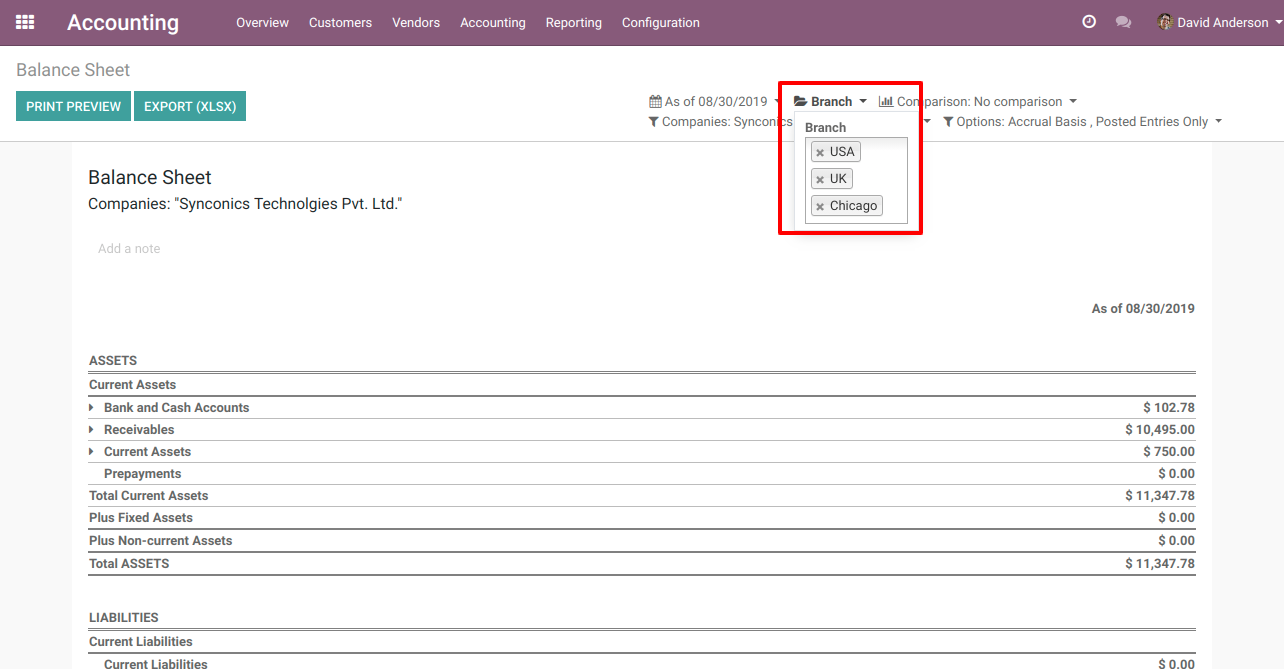 Accounting Overview Customers Vendors Accounting Reporting Configuration David Anderson
Balance Sheet
PRINT PREVIEW EXPORT (XLSX)
As of 08/30/2019 Branch Comparison: No comparison
Companies: Synconics Options: Accrual Basis , Posted Entries Only
Branch
× USA
× UK
× Chicago
Balance Sheet
Companies: "Synconics Technolgies Pvt. Ltd."
Add a note
As of 08/30/2019
ASSETS
Current Assets
Bank and Cash Accounts $ 102.78
Receivables $ 10,495.00
Current Assets $ 750.00
Prepayments $ 0.00
Total Current Assets $ 11,347.78
Plus Fixed Assets $ 0.00
Plus Non-current Assets $ 0.00
Total ASSETS $ 11,347.78
LIABILITIES
Current Liabilities
Current Liabilities $ 0.00